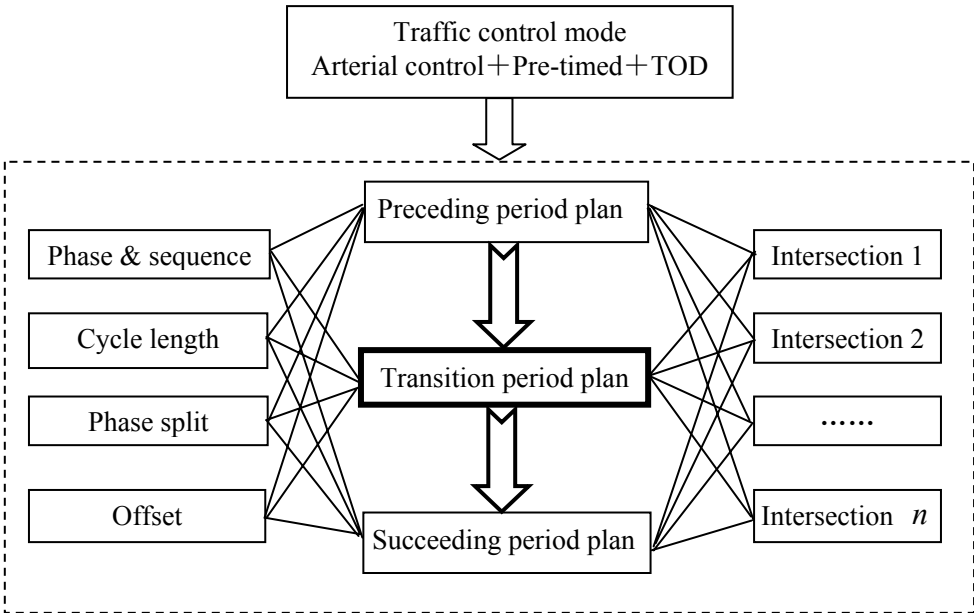 Traffic control mode
Arterial control＋Pre-timed＋TOD
Preceding period plan
Phase & sequence
Intersection 1
Cycle length
Intersection 2
Transition period plan
Phase split
……
Offset
Intersection n
Succeeding period plan